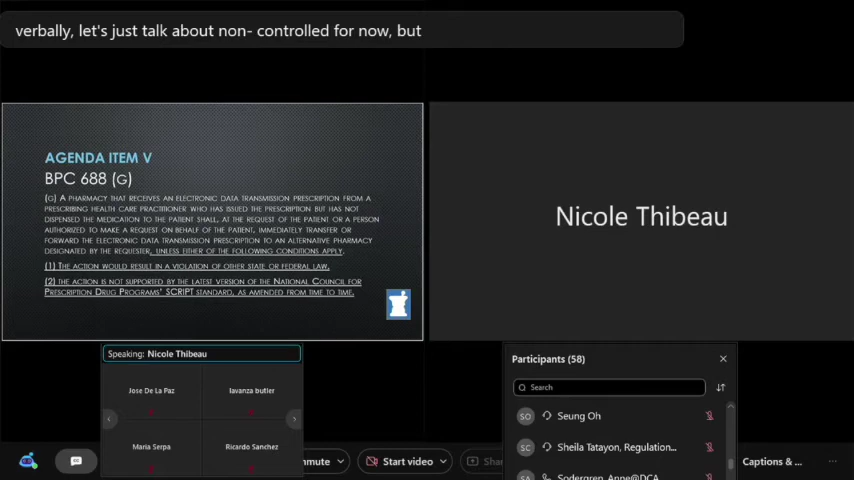 verbally, let's just talk about non- controlled for now, but
AGENDA ITEM V
BPC 688 (G)
(G) A PHARMACY THAT RECEIVES AN ELECTRONIC DATA TRANSMISSION PRESCRIPTION FROM A
PRESCRIBING HEALTH CARE PRACTITIONER WHO HAS ISSUED THE PRESCRIPTION BUT HAS NOT
DISPENSED THE MEDICATION TO THE PATIENT SHALL, AT THE REQUEST OF THE PATIENT OR A PERSON
AUTHORIZED TO MAKE A REQUEST ON BEHALF OF THE PATIENT, IMMEDIATELY TRANSFER OR
FORWARD THE ELECTRONIC DATA TRANSMISSION PRESCRIPTION TO AN ALTERNATIVE PHARMACY
DESIGNATED BY THE REQUESTER, UNLESS EITHER OF THE FOLLOWING CONDITIONS APPLY.
(1) THE ACTION WOULD RESULT IN A VIOLATION OF OTHER STATE OR FEDERAL LAW.
(2) THE ACTION IS NOT SUPPORTED BY THE LATEST VERSION OF THE NATIONAL COUNCIL FOR
PRESCRIPTION DRUG PROGRAMS' SCRIPT STANDARD, AS AMENDED FROM TIME TO TIME.
Nicole Thibeau
Speaking: Nicole Thibeau
Jose De La Paz
lavanza butler
Maria Serpa
Ricardo Sanchez
Participants (58)
Search
SO Seung Oh
SC Sheila Tatayon, Regulation...
SA Sodergren, Anne@DCA
mute
Start video
Shar
Captions & ...